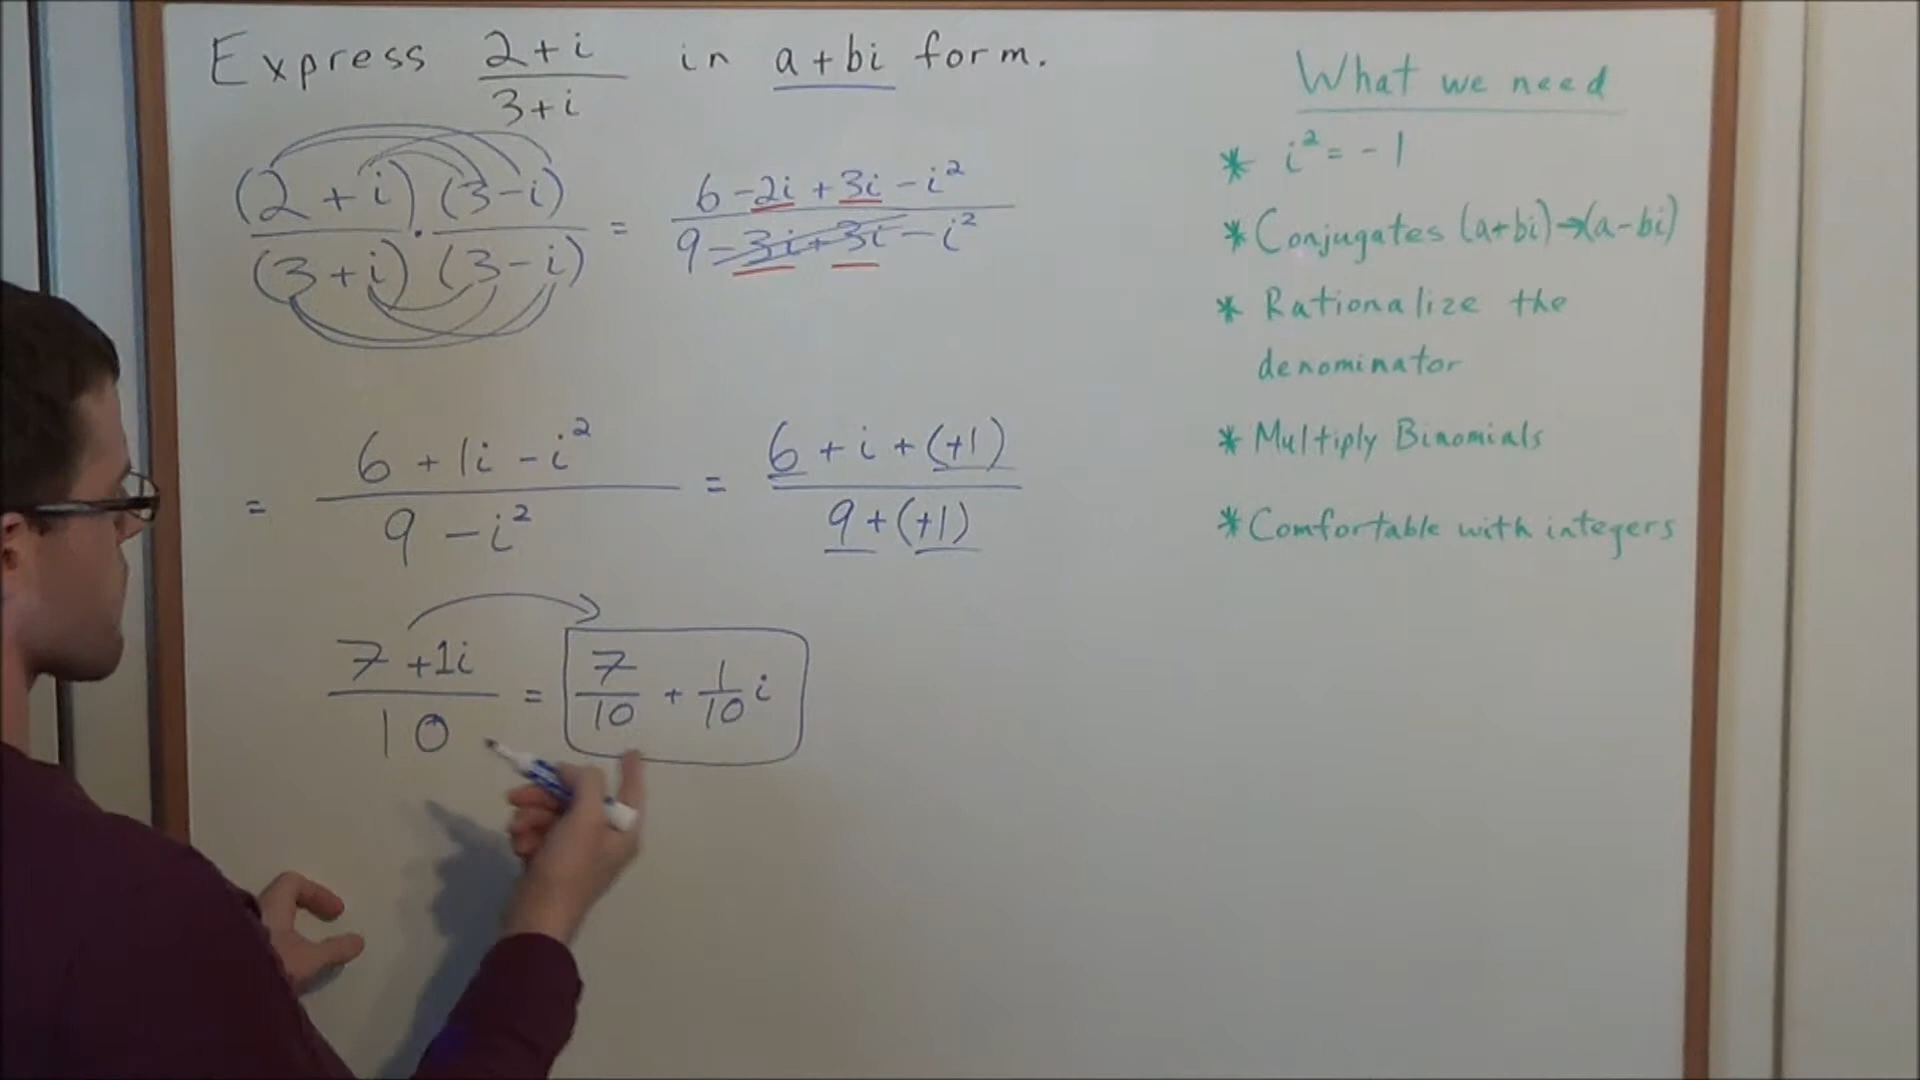 Express (2+i)/(3+i) in a+bi form.
(2+i)·(3-i)/(3+i)(3-i) = (6-2i+3i-i²)/(9-3i+3i-i²)
= (6+1i-i²)/(9-i²) = (6+i+(+1))/(9+(+1))
(7+1i)/10 = 7/10 + 1/10 i
What we need
* i² = -1
* Conjugates (a+bi)→(a-bi)
* Rationalize the
denominator
* Multiply Binomials
* Comfortable with integers